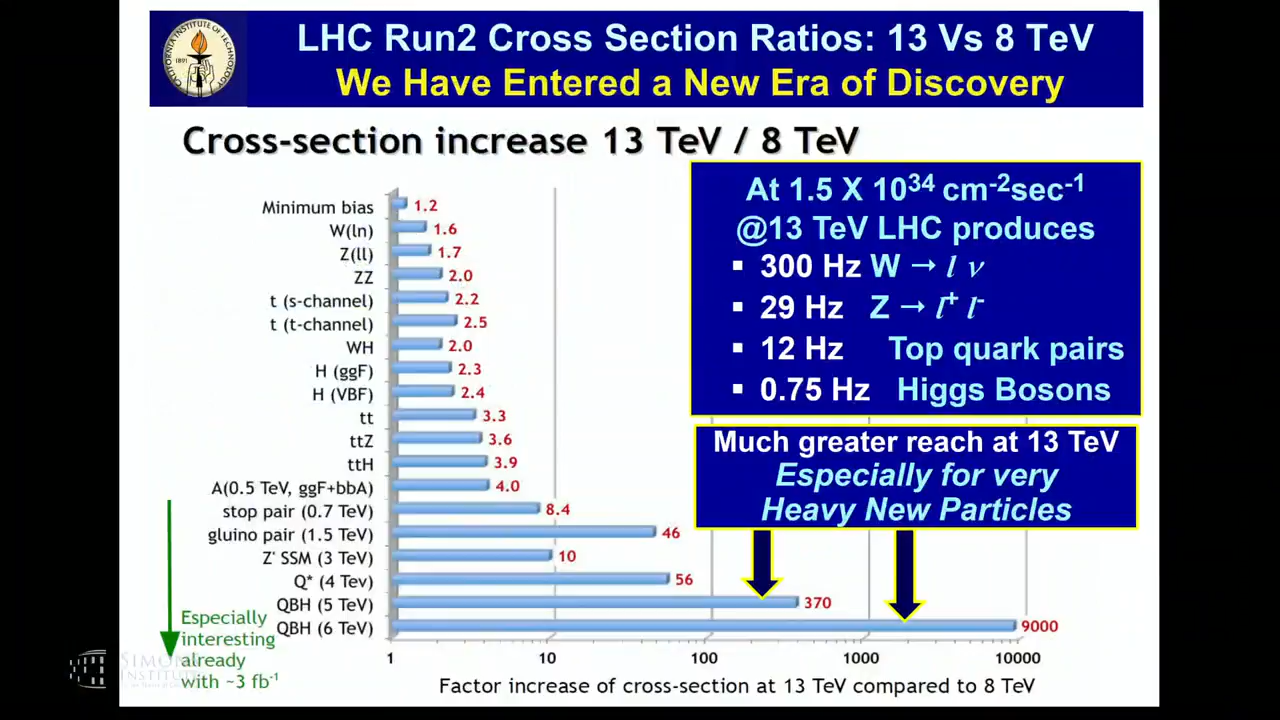 LHC Run2 Cross Section Ratios: 13 Vs 8 TeV
We Have Entered a New Era of Discovery
CALIFORNIA INSTITUTE OF TECHNOLOGY
1891
Cross-section increase 13 TeV / 8 TeV
At 1.5 X 10³⁴ cm⁻²sec⁻¹
@13 TeV LHC produces
▪ 300 Hz W → l ν
▪ 29 Hz Z → l⁺ l⁻
▪ 12 Hz Top quark pairs
▪ 0.75 Hz Higgs Bosons
Much greater reach at 13 TeV
Especially for very
Heavy New Particles
Minimum bias 1.2
W(ln) 1.6
Z(ll) 1.7
ZZ 2.0
t (s-channel) 2.2
t (t-channel) 2.5
WH 2.0
H (ggF) 2.3
H (VBF) 2.4
tt 3.3
ttZ 3.6
ttH 3.9
A(0.5 TeV, ggF+bbA) 4.0
stop pair (0.7 TeV) 8.4
gluino pair (1.5 TeV) 46
Z' SSM (3 TeV) 10
Q* (4 Tev) 56
QBH (5 TeV) 370
QBH (6 TeV) 9000
Especially
interesting
already
with ~3 fb⁻¹
1 10 100 1000 10000
Factor increase of cross-section at 13 TeV compared to 8 TeV
SIMONS
INSTITUTE